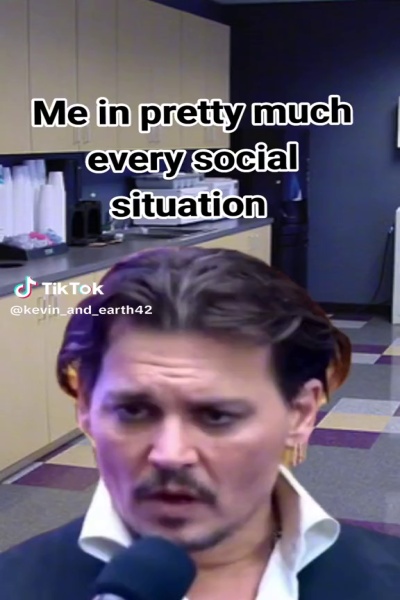 Me in pretty much
every social
situation
TikTok
@kevin_and_earth42